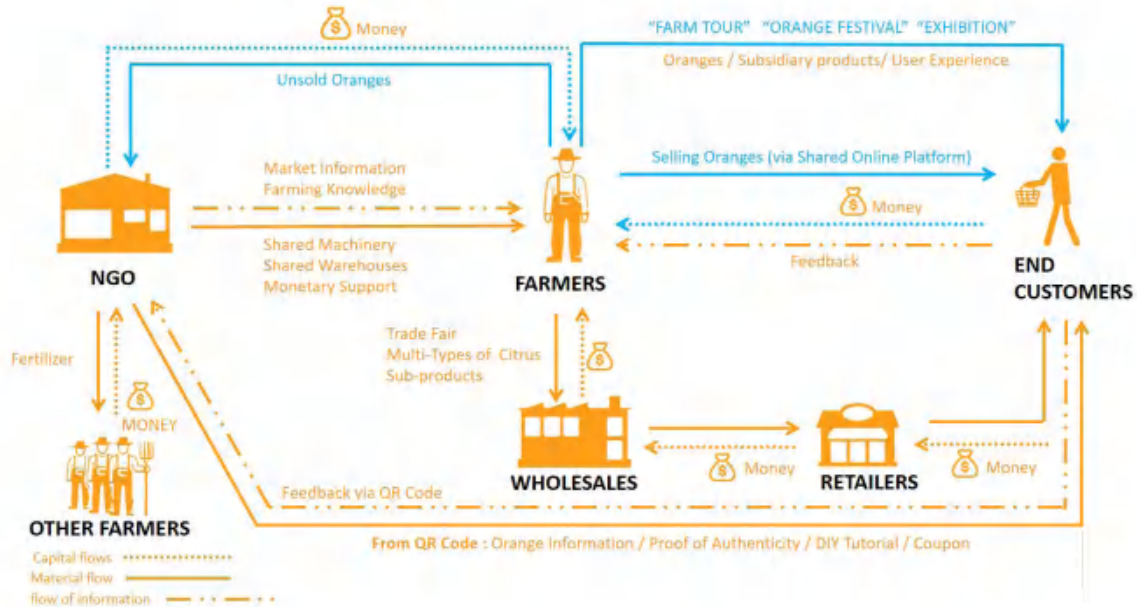 Money
"FARM TOUR" "ORANGE FESTIVAL" "EXHIBITION"
Oranges / Subsidiary products/ User Experience
Unsold Oranges
Market Information
Farming Knowledge
Selling Oranges (via Shared Online Platform)
Money
Shared Machinery
Shared Warehouses
Monetary Support
Feedback
NGO
FARMERS
END
CUSTOMERS
Fertilizer
MONEY
Trade Fair
Multi-Types of Citrus
Sub-products
WHOLESALES
Money
RETAILERS
Money
Feedback via QR Code
OTHER FARMERS
From QR Code : Orange Information / Proof of Authenticity / DIY Tutorial / Coupon
Capital flows
Material flow
flow of information